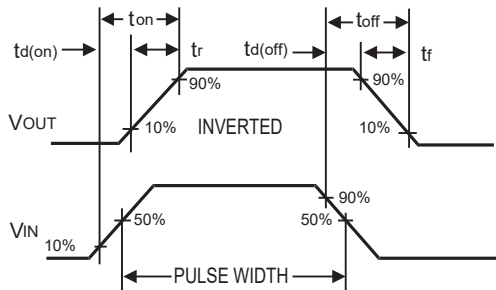 ton toff
td(on) tr td(off) tf
90% 90%
VOUT 10% INVERTED 10%
90%
50% 50%
VIN 10%
PULSE WIDTH